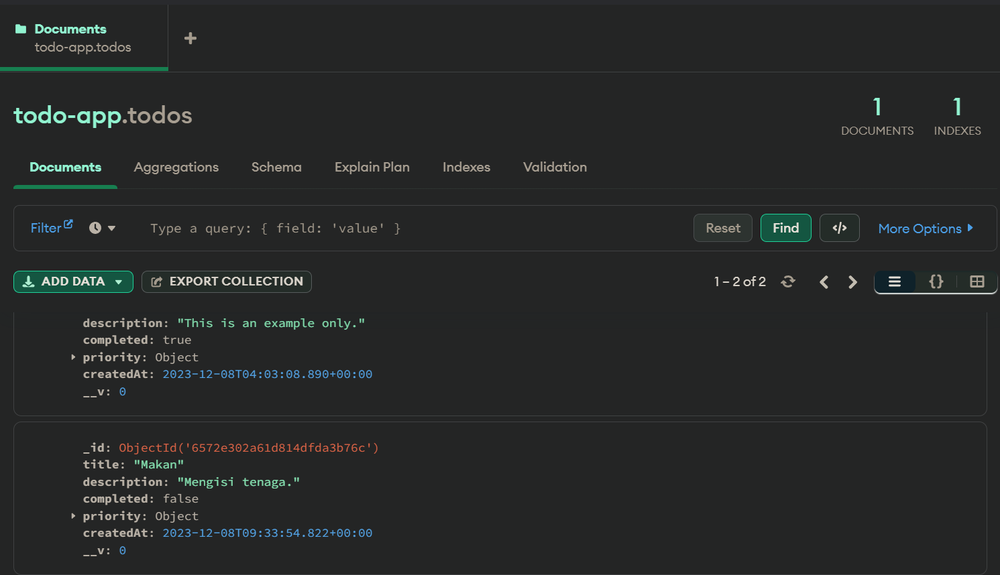 Documents
todo-app.todos
todo-app.todos
1
DOCUMENTS
1
INDEXES
Documents
Aggregations
Schema
Explain Plan
Indexes
Validation
Filter
Type a query: { field: 'value' }
Reset
Find
</>
More Options
ADD DATA
EXPORT COLLECTION
1 – 2 of 2
{}
description: "This is an example only."
completed: true
priority: Object
createdAt: 2023-12-08T04:03:08.890+00:00
__v: 0
_id: ObjectId('6572e302a61d814dfda3b76c')
title: "Makan"
description: "Mengisi tenaga."
completed: false
priority: Object
createdAt: 2023-12-08T09:33:54.822+00:00
__v: 0